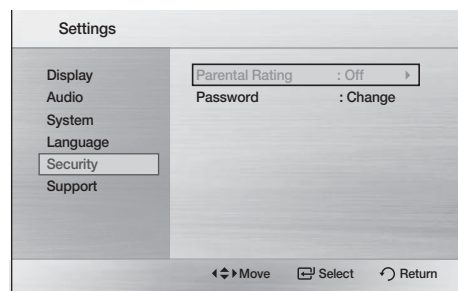 Settings
Display
Audio
System
Language
Security
Support
Parental Rating : Off
Password : Change
Move Select Return